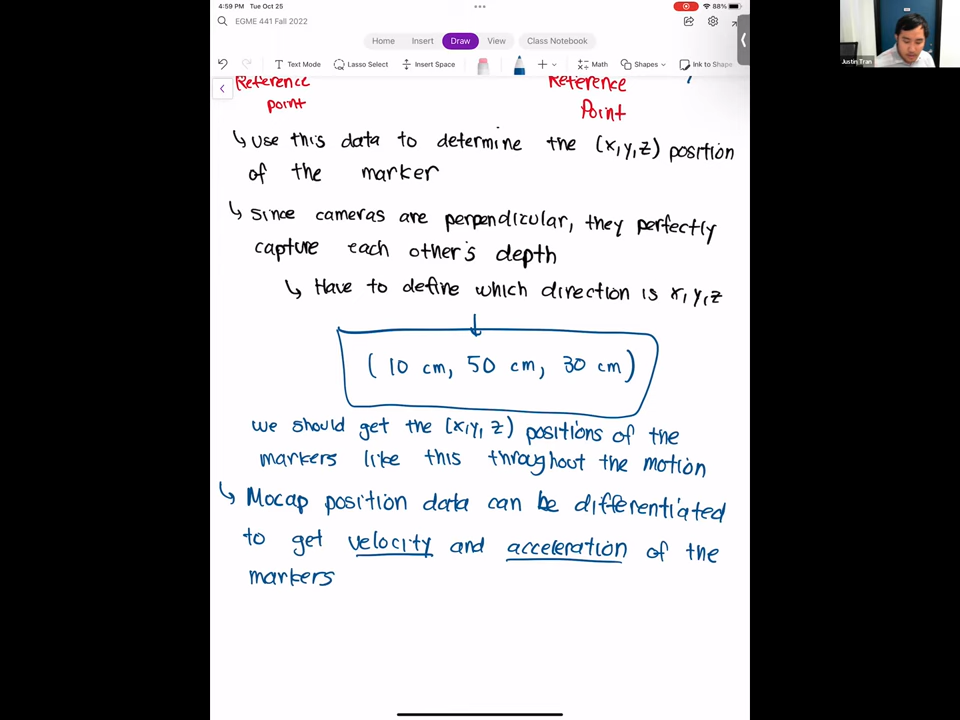 4:59 PM Tue Oct 25
88%
EGME 441 Fall 2022
Home Insert Draw View Class Notebook
Text Mode Lasso Select Insert Space Math Shapes Ink to Shape
Justin Tran
Reference Reference
Point Point
↳ Use this data to determine the (x,y,z) position
of the marker
↳ Since cameras are perpendicular, they perfectly
capture each other's depth
↳ Have to define which direction is x,y,z
(10 cm, 50 cm, 30 cm)
we should get the (x,y,z) positions of the
markers like this throughout the motion
↳ Mocap position data can be differentiated
to get velocity and acceleration of the
markers